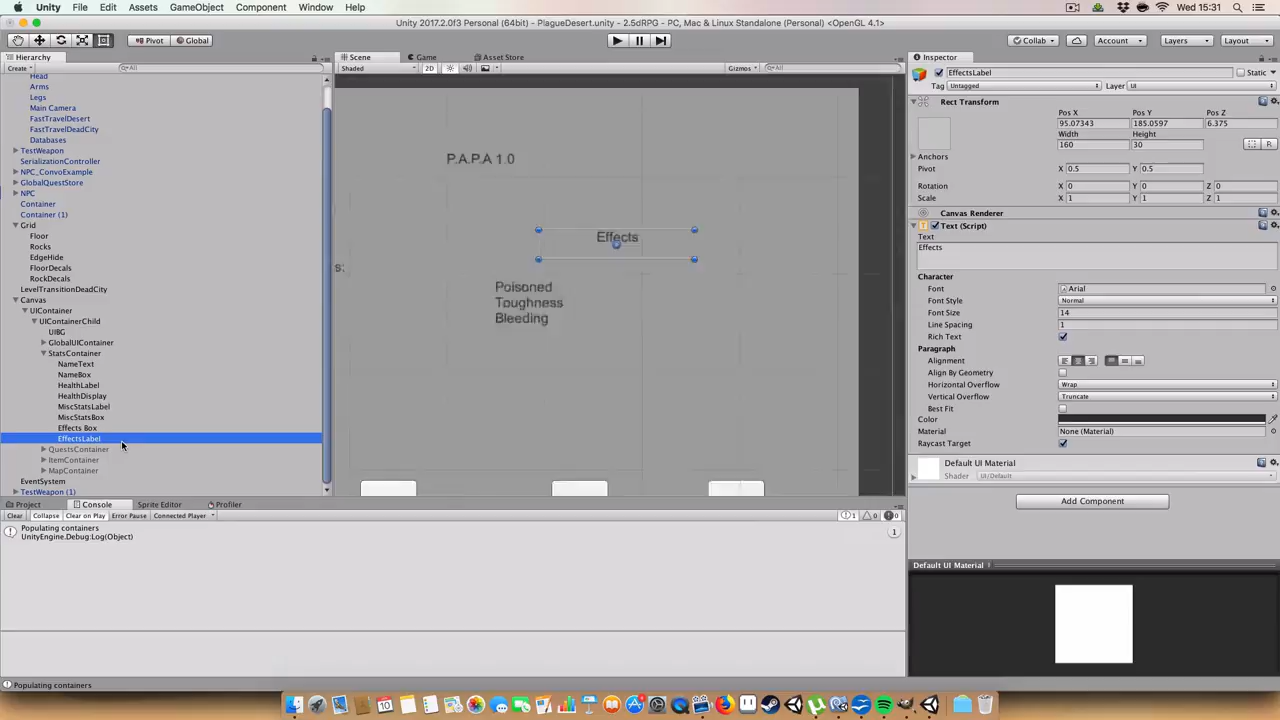 Unity File Edit Assets GameObject Component Window Help Wed 15:31
Unity 2017.2.0f3 Personal (64bit) - PlagueDesert.unity - 2.5dRPG - PC, Mac & Linux Standalone (Personal) <OpenGL 4.1>
Pivot Global Collab Account Layers Layout
Hierarchy Scene Game Asset Store Inspector
Create All Shaded 2D Gizmos All
EffectsLabel Static
Tag Untagged Layer UI
Head
Arms
Legs
Main Camera
FastTravelDesert
FastTravelDeadCity
Databases
TestWeapon
SerializationController
NPC_ConvoExample
GlobalQuestStore
NPC
Container
Container (1)
Grid
Floor
Rocks
EdgeHide
FloorDecals
RockDecals
LevelTransitionDeadCity
Canvas
UIContainer
UIContainerChild
UIBG
GlobalUIContainer
StatsContainer
NameText
NameBox
HealthLabel
HealthDisplay
MiscStatsLabel
MiscStatsBox
Effects Box
EffectsLabel
QuestsContainer
ItemContainer
MapContainer
EventSystem
TestWeapon (1)
P.A.P.A 1.0
Effects
s:
Poisoned
Toughness
Bleeding
Rect Transform
Pos X Pos Y Pos Z
95.07343 185.0597 6.375
Width Height
160 30
R
Anchors
Pivot X 0.5 Y 0.5
Rotation X 0 Y 0 Z 0
Scale X 1 Y 1 Z 1
Canvas Renderer
Text (Script)
Text
Effects
Character
Font Arial
Font Style Normal
Font Size 14
Line Spacing 1
Rich Text
Paragraph
Alignment
Align By Geometry
Horizontal Overflow Wrap
Vertical Overflow Truncate
Best Fit
Color
Material None (Material)
Raycast Target
Default UI Material
Shader UI/Default
Add Component
Default UI Material
Project Console Sprite Editor Profiler
Clear Collapse Clear on Play Error Pause Connected Player 1 0 0
Populating containers
UnityEngine.Debug:Log(Object)
1
Populating containers